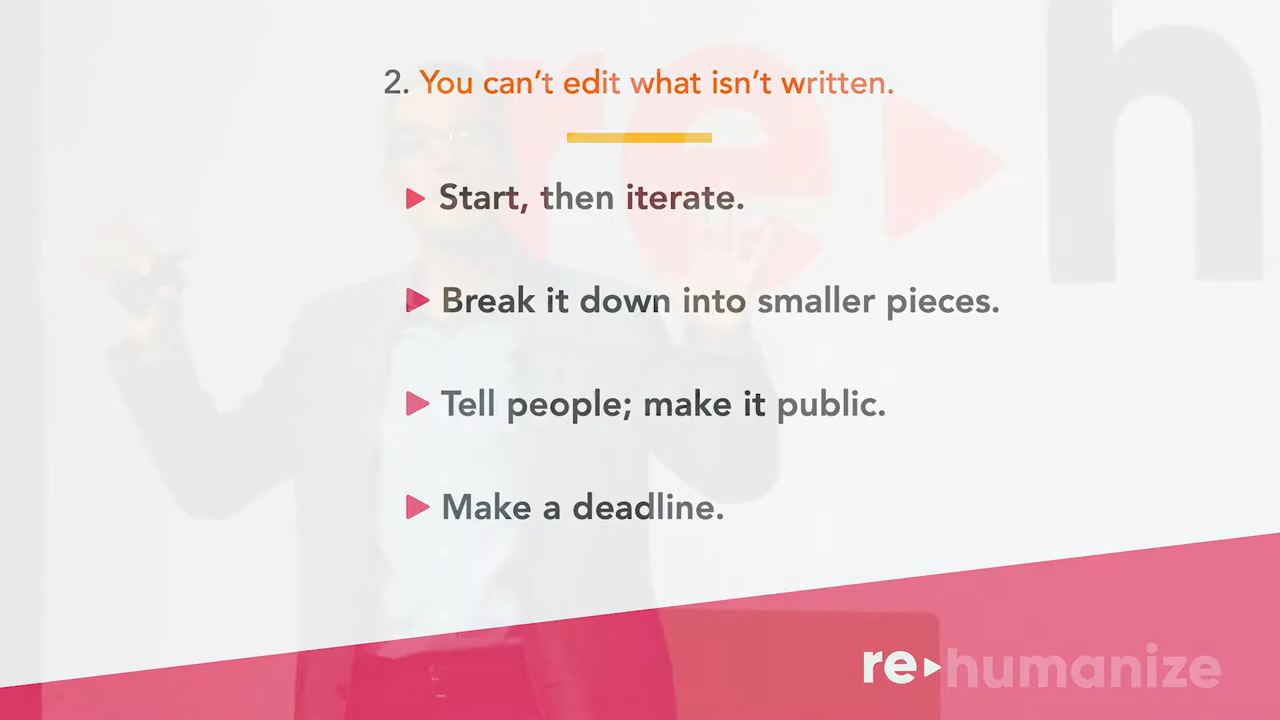 2. You can't edit what isn't written.
Start, then iterate.
Break it down into smaller pieces.
Tell people; make it public.
Make a deadline.
re humanize
re h